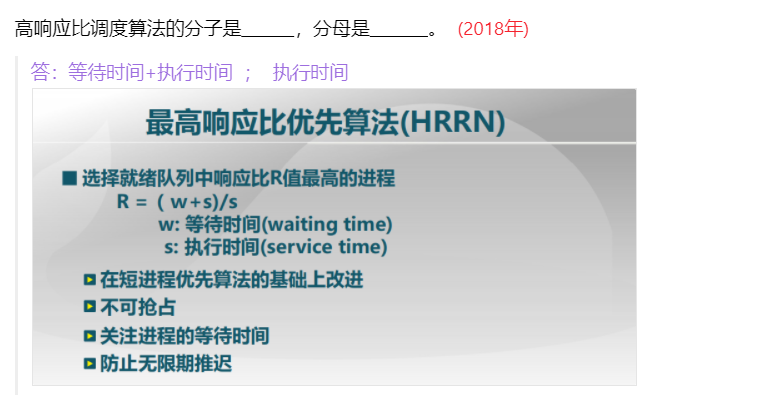 高响应比调度算法的分子是______，分母是______。 (2018年)
答：等待时间+执行时间 ； 执行时间
最高响应比优先算法(HRRN)
■ 选择就绪队列中响应比R值最高的进程
R = ( w+s)/s
w: 等待时间(waiting time)
s: 执行时间(service time)
在短进程优先算法的基础上改进
不可抢占
关注进程的等待时间
防止无限期推迟